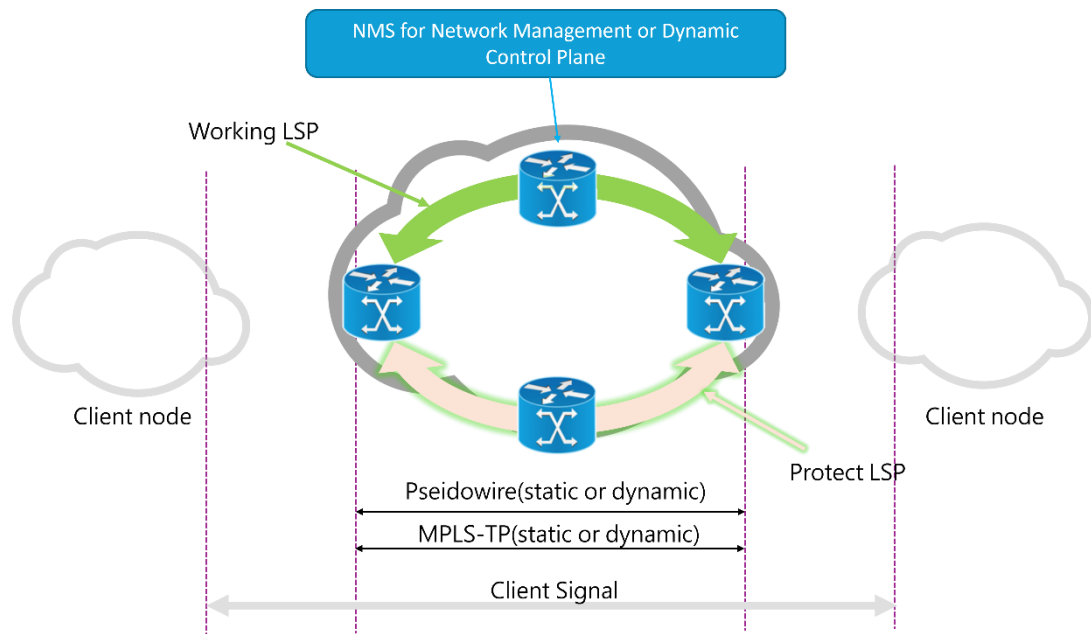 NMS for Network Management or Dynamic
Control Plane
Working LSP
Client node
Client node
Protect LSP
Pseidowire(static or dynamic)
MPLS-TP(static or dynamic)
Client Signal